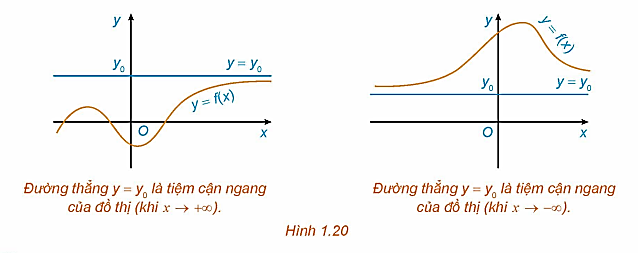 y
y₀
y = y₀
y = f(x)
O
x
Đường thẳng y = y₀ là tiệm cận ngang
của đồ thị (khi x → +∞).
y
y = f(x)
y₀
y = y₀
O
x
Đường thẳng y = y₀ là tiệm cận ngang
của đồ thị (khi x → −∞).
Hình 1.20